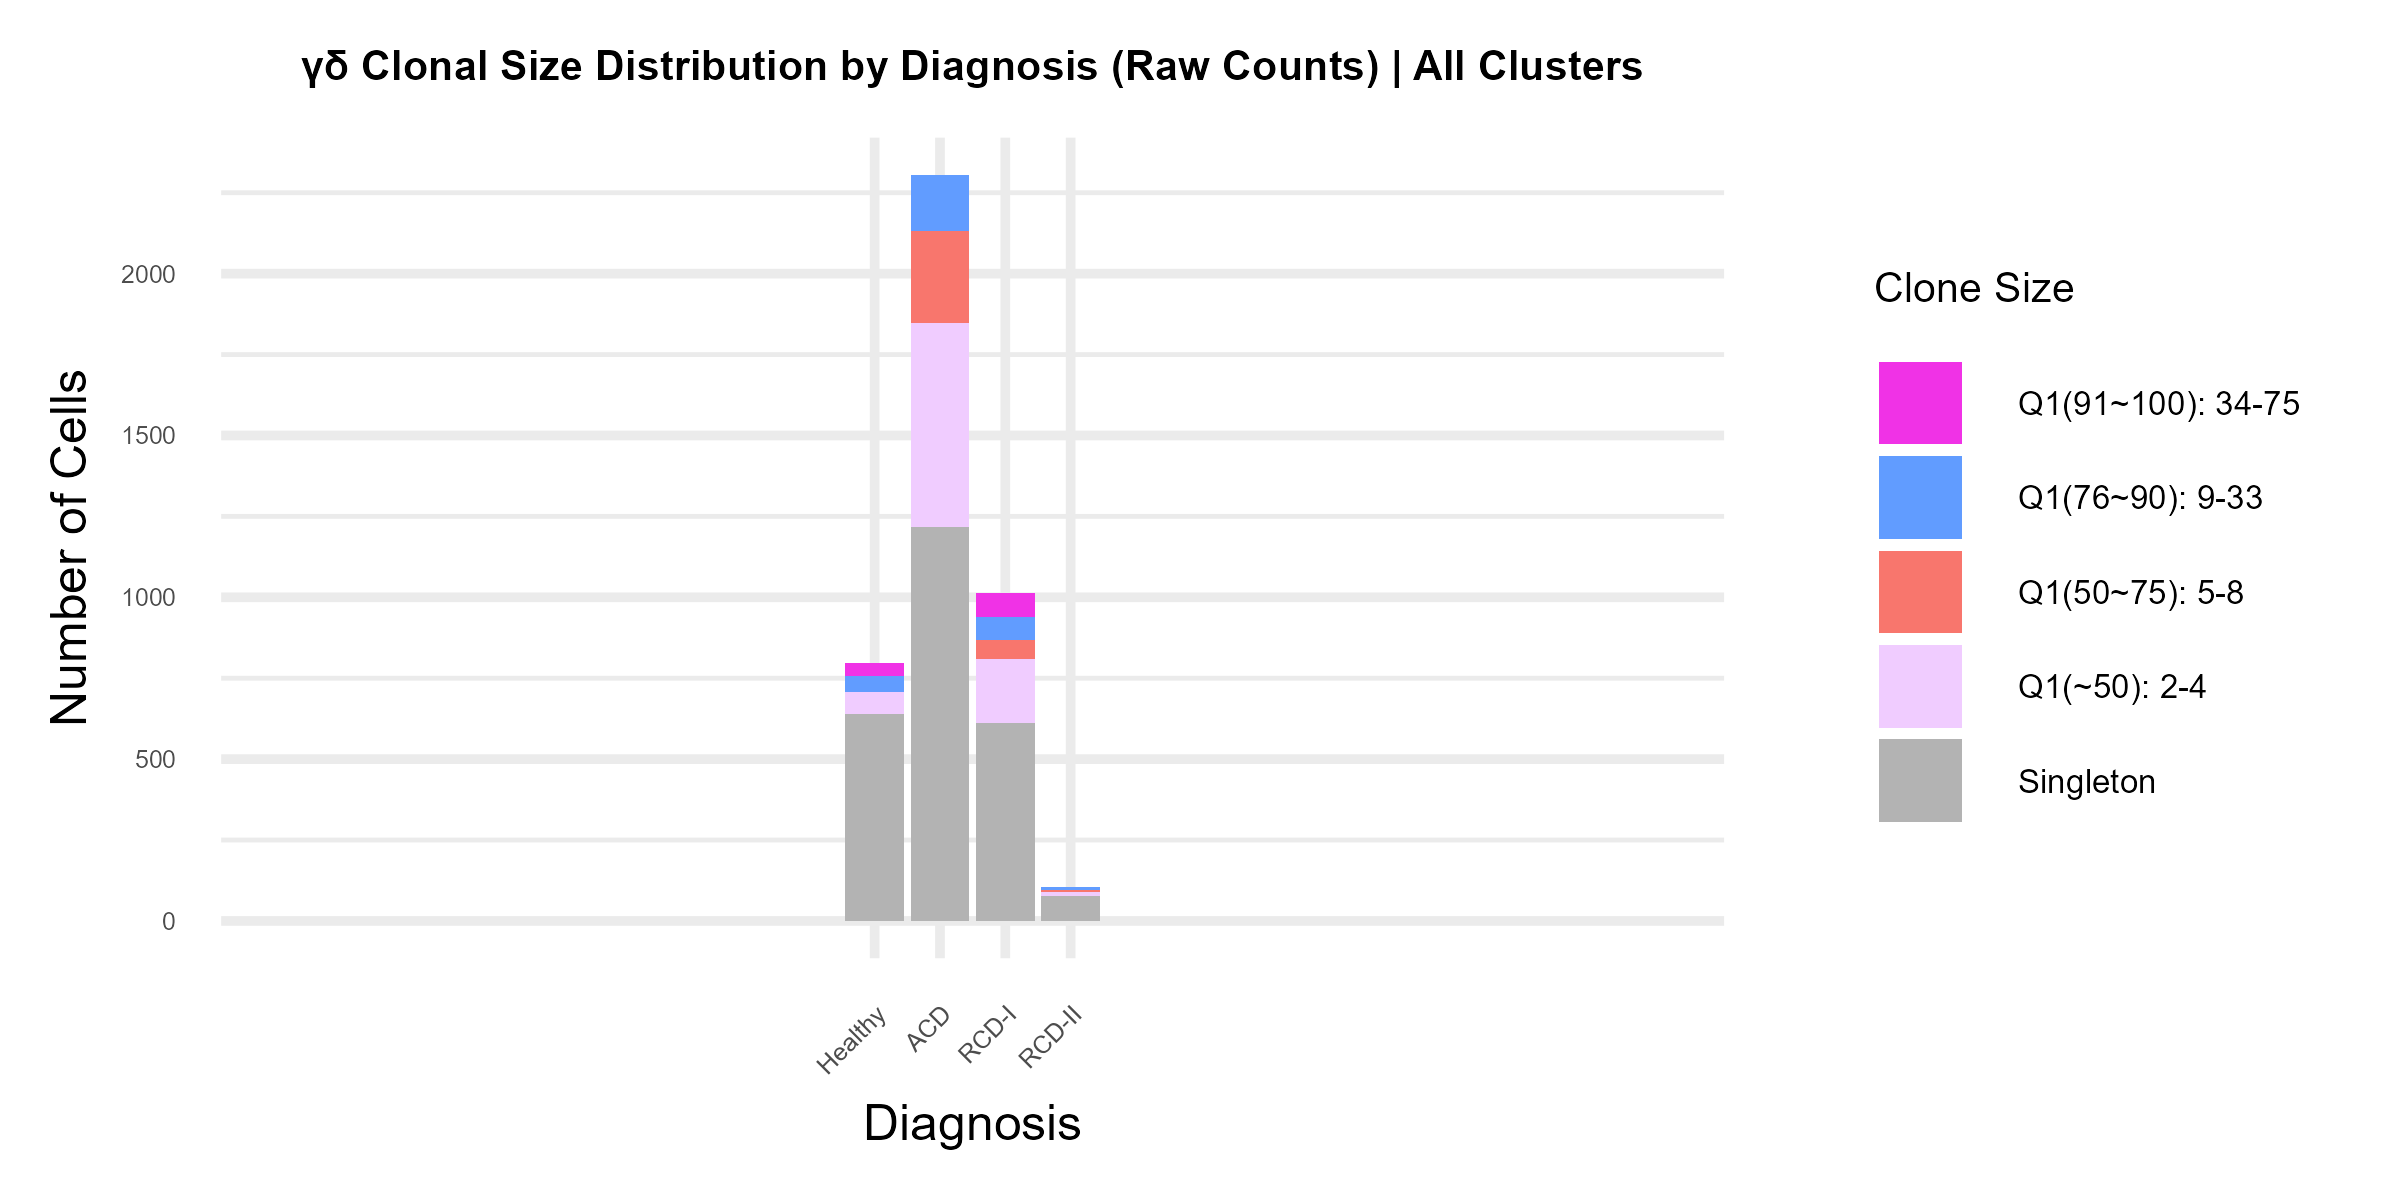 γδ Clonal Size Distribution by Diagnosis (Raw Counts) | All Clusters
Number of Cells
2000
1500
1000
500
0
Healthy
ACD
RCD-I
RCD-II
Diagnosis
Clone Size
Q1(91~100): 34-75
Q1(76~90): 9-33
Q1(50~75): 5-8
Q1(~50): 2-4
Singleton